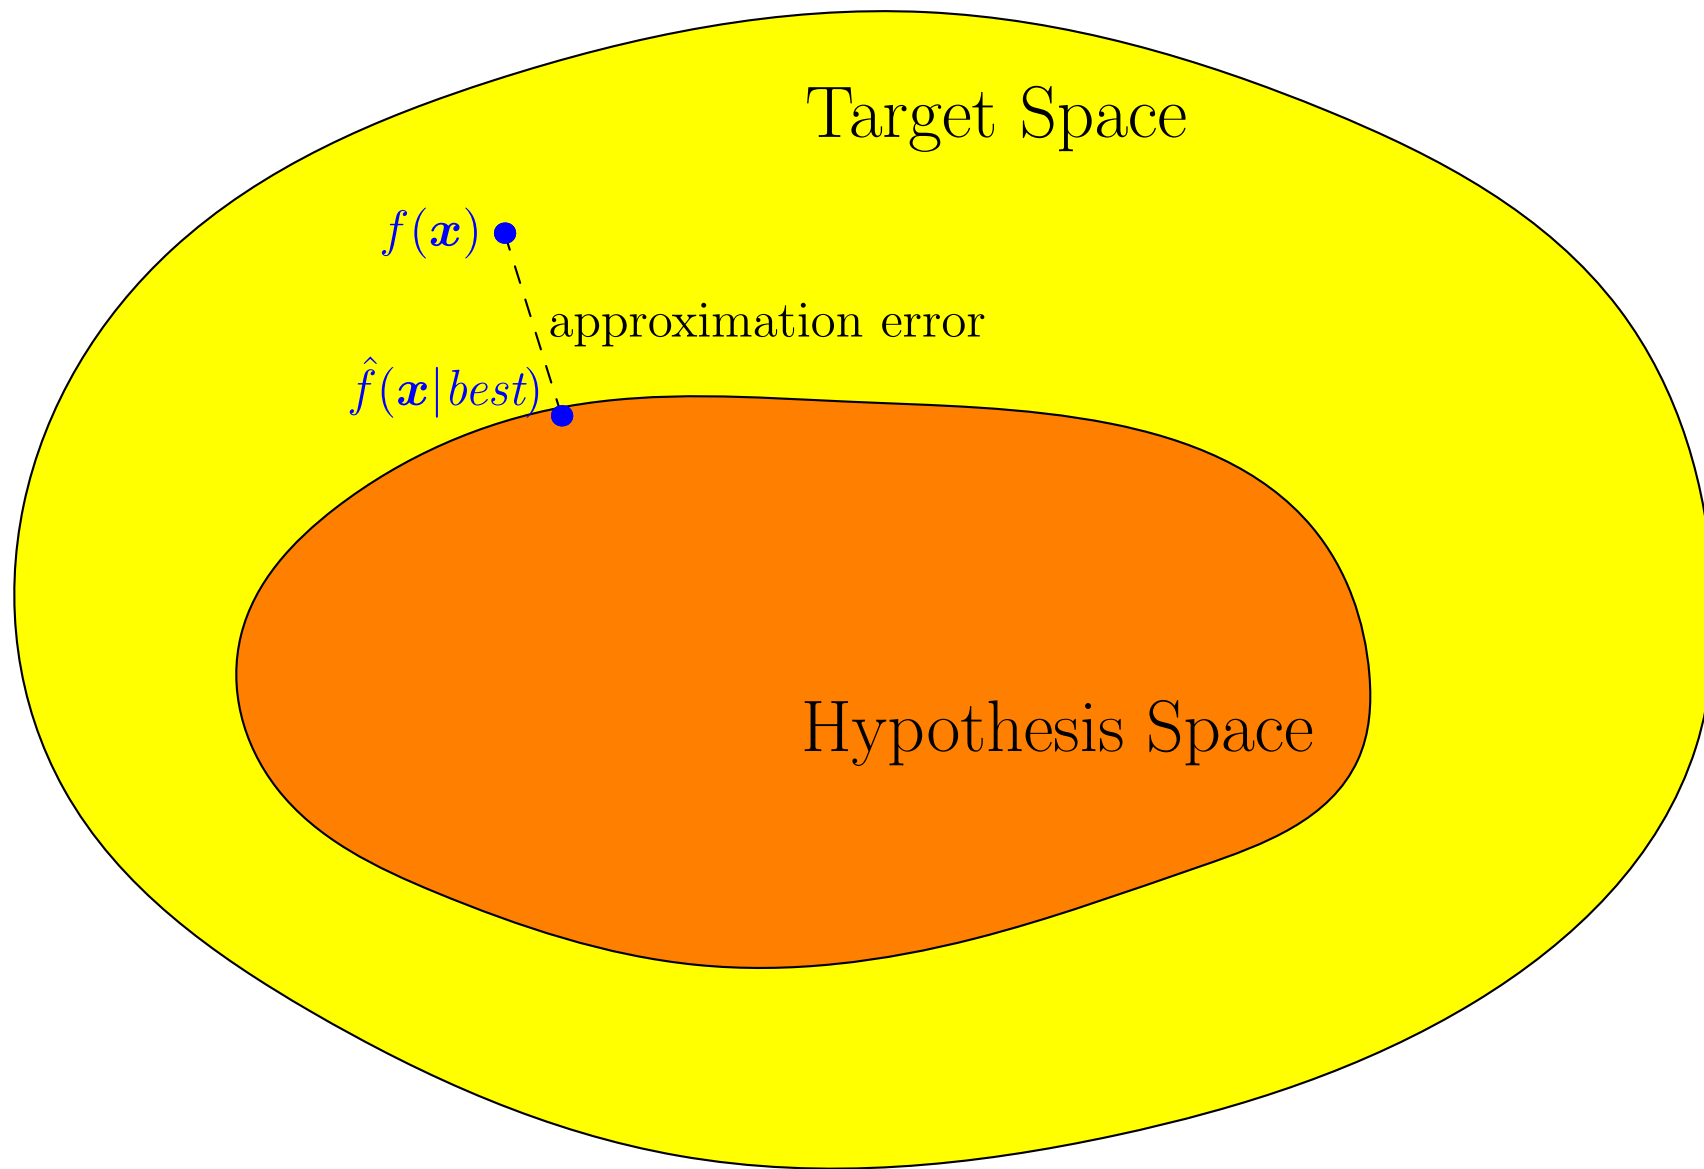 Target Space
f(x)
approximation error
f̂(x|best)
Hypothesis Space